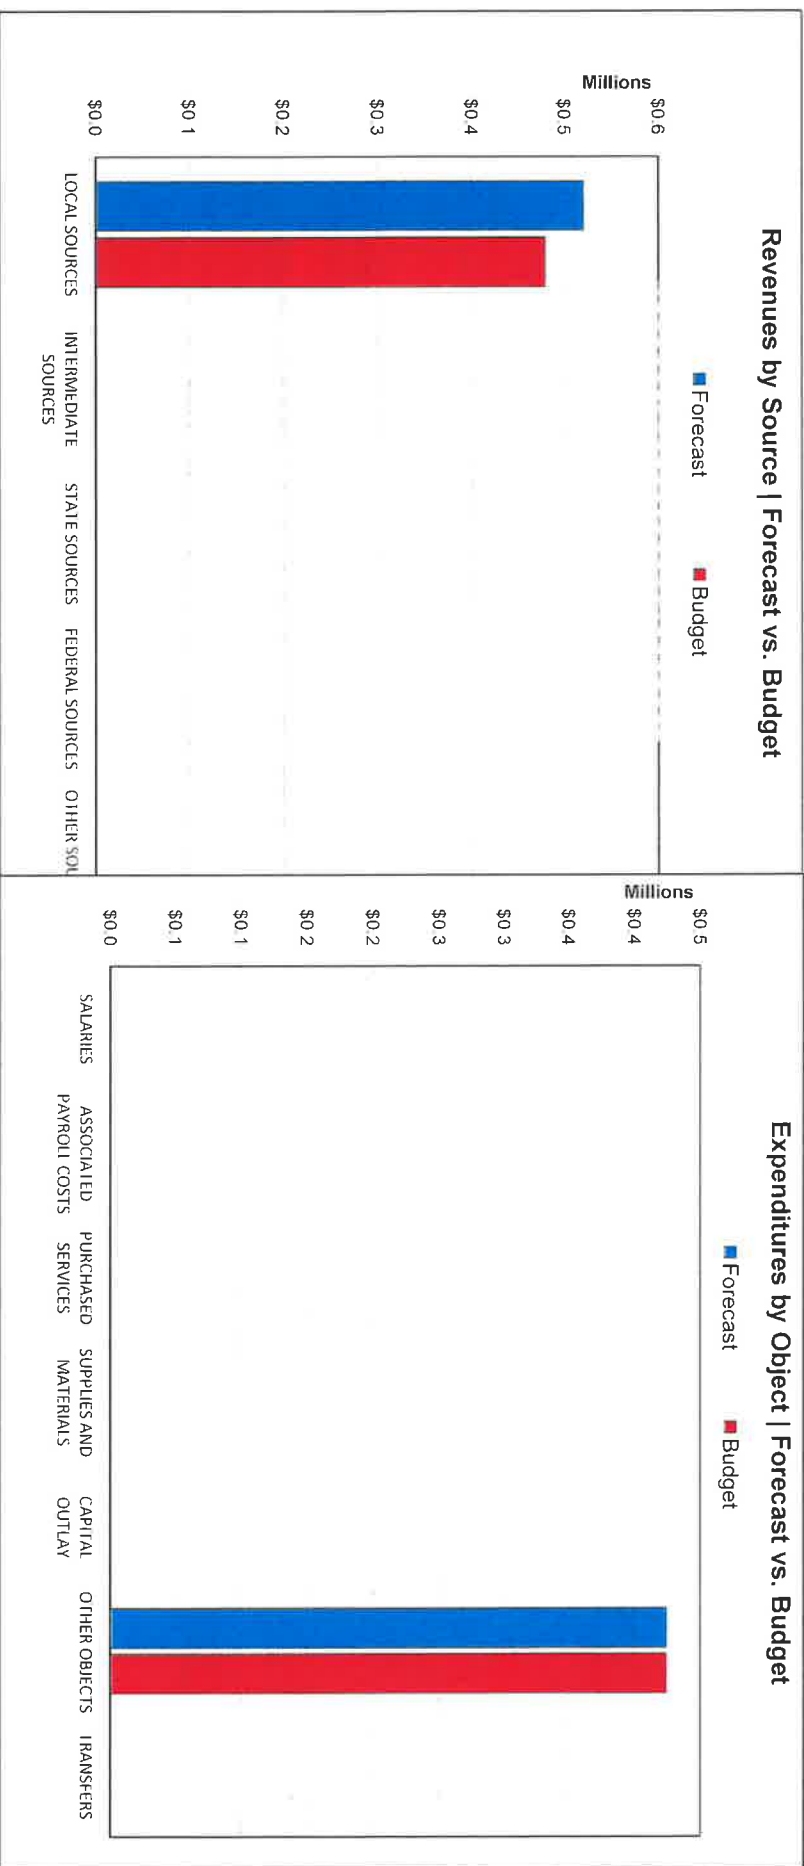 Revenues by Source | Forecast vs. Budget
Forecast Budget
Millions
$0.6
$0.5
$0.4
$0.3
$0.2
$0.1
$0.0
LOCAL SOURCES
INTERMEDIATE
SOURCES
STATE SOURCES
FEDERAL SOURCES
OTHER SOU
Expenditures by Object | Forecast vs. Budget
Forecast Budget
Millions
$0.5
$0.4
$0.4
$0.3
$0.3
$0.2
$0.2
$0.1
$0.1
$0.0
SALARIES
ASSOCIATED
PAYROLL COSTS
PURCHASED
SERVICES
SUPPLIES AND
MATERIALS
CAPITAL
OUTLAY
OTHER OBJECTS
TRANSFERS